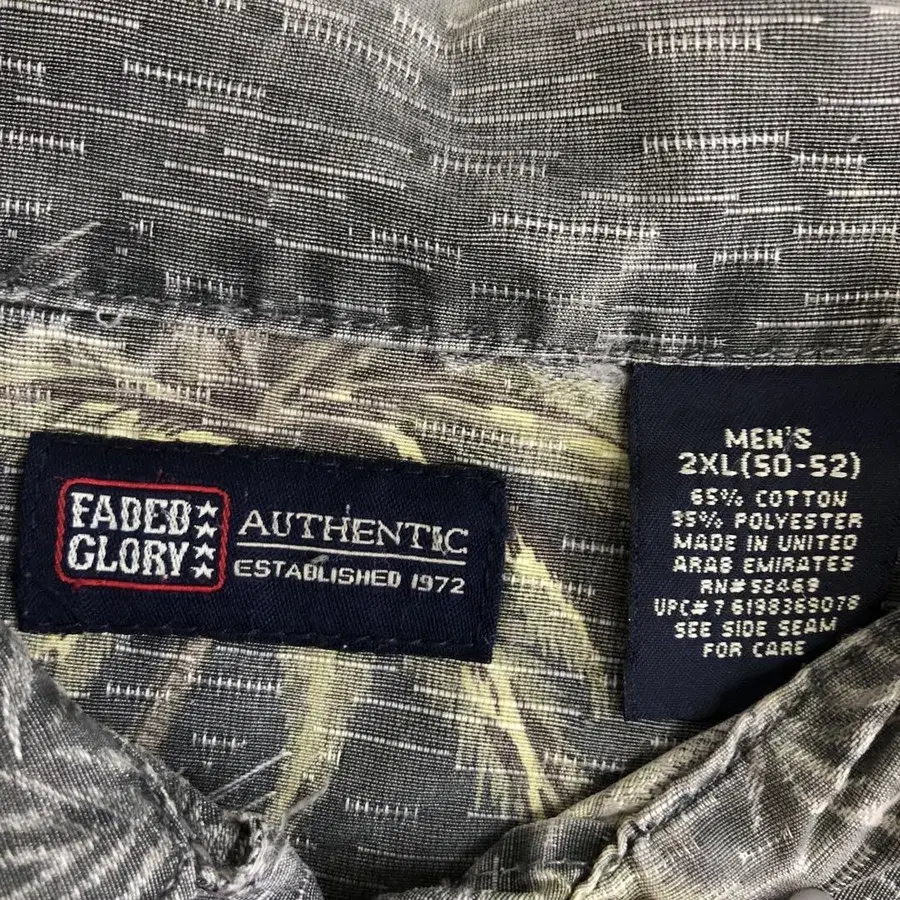 FADED
GLORY
AUTHENTIC
ESTABLISHED 1972
MEN'S
2XL(50-52)
65% COTTON
35% POLYESTER
MADE IN UNITED
ARAB EMIRATES
RN#52469
UPC#7 6198369078
SEE SIDE SEAM
FOR CARE